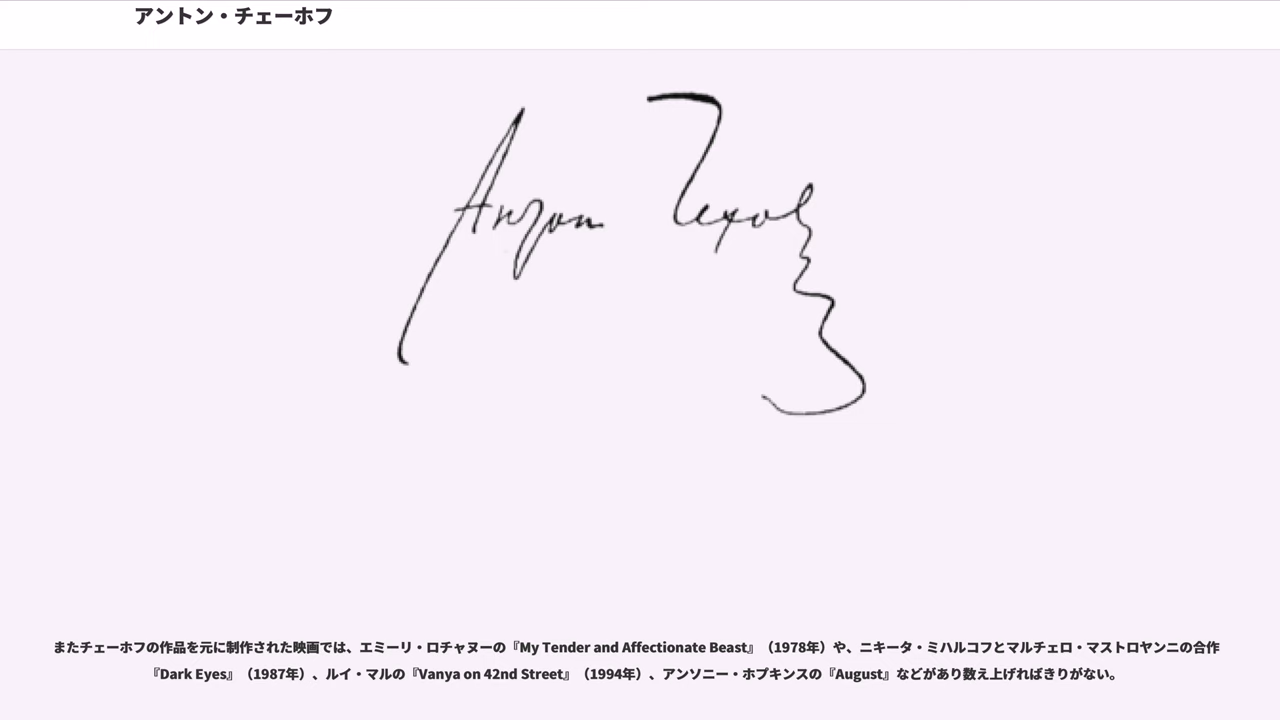 アントン・チェーホフ
Антон Чехов
またチェーホフの作品を元に制作された映画では、エミーリ・ロチャヌーの『My Tender and Affectionate Beast』（1978年）や、ニキータ・ミハルコフとマルチェロ・マストロヤンニの合作
『Dark Eyes』（1987年）、ルイ・マルの『Vanya on 42nd Street』（1994年）、アンソニー・ホプキンスの『August』などがあり数え上げればきりがない。